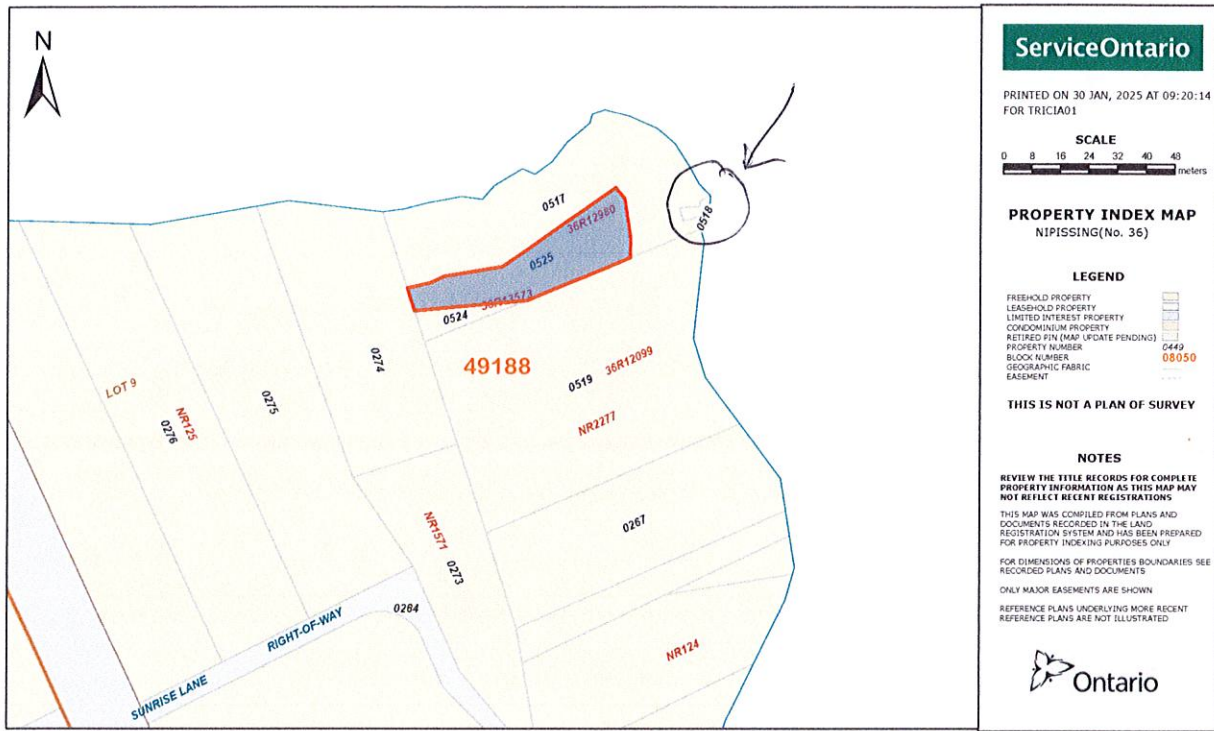 N
0517
36R12980
0518
0525
36R13573
0524
0274
49188
0519
36R12099
NR2277
LOT 9
0275
NR125
0276
0267
NR1571
0273
0264
RIGHT-OF-WAY
SUNRISE LANE
NR124
ServiceOntario
PRINTED ON 30 JAN, 2025 AT 09:20:14
FOR TRICIA01
SCALE
0 8 16 24 32 40 48
meters
PROPERTY INDEX MAP
NIPISSING(No. 36)
LEGEND
FREEHOLD PROPERTY
LEASEHOLD PROPERTY
LIMITED INTEREST PROPERTY
CONDOMINIUM PROPERTY
RETIRED PIN (MAP UPDATE PENDING)
PROPERTY NUMBER 0449
BLOCK NUMBER 08050
GEOGRAPHIC FABRIC
EASEMENT
THIS IS NOT A PLAN OF SURVEY
NOTES
REVIEW THE TITLE RECORDS FOR COMPLETE
PROPERTY INFORMATION AS THIS MAP MAY
NOT REFLECT RECENT REGISTRATIONS
THIS MAP WAS COMPILED FROM PLANS AND
DOCUMENTS RECORDED IN THE LAND
REGISTRATION SYSTEM AND HAS BEEN PREPARED
FOR PROPERTY INDEXING PURPOSES ONLY
FOR DIMENSIONS OF PROPERTIES BOUNDARIES SEE
RECORDED PLANS AND DOCUMENTS
ONLY MAJOR EASEMENTS ARE SHOWN
REFERENCE PLANS UNDERLYING MORE RECENT
REFERENCE PLANS ARE NOT ILLUSTRATED
Ontario